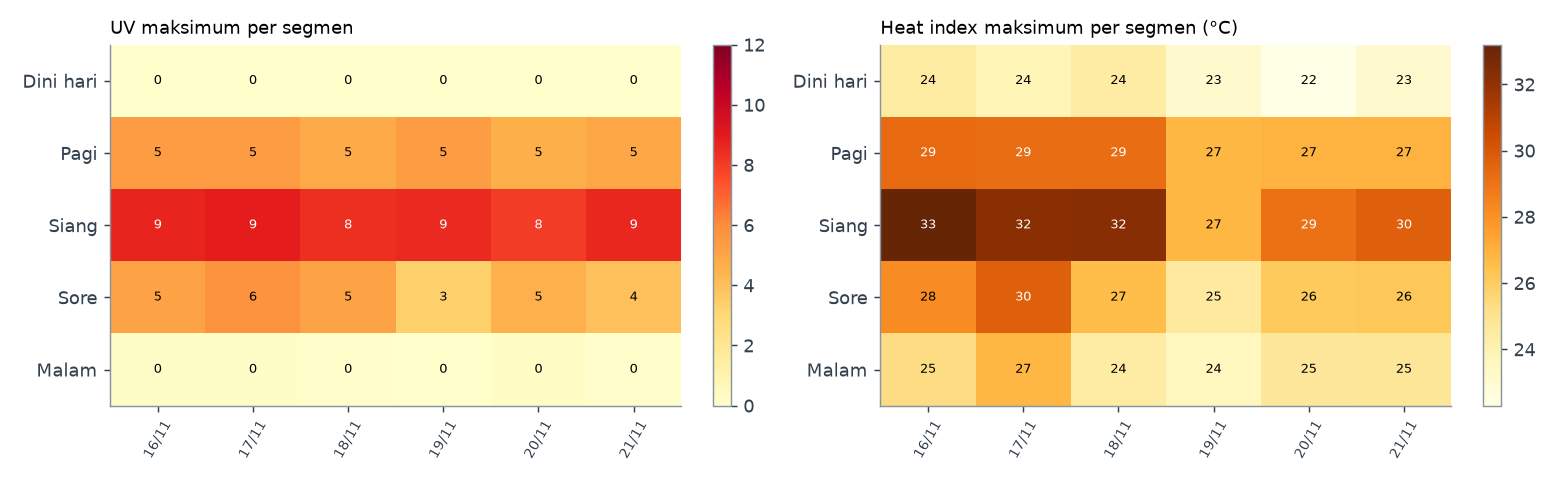 UV maksimum per segmen
Dini hari 0 0 0 0 0 0
Pagi 5 5 5 5 5 5
Siang 9 9 8 9 8 9
Sore 5 6 5 3 5 4
Malam 0 0 0 0 0 0
16/11 17/11 18/11 19/11 20/11 21/11
12
10
8
6
4
2
0
Heat index maksimum per segmen (°C)
Dini hari 24 24 24 23 22 23
Pagi 29 29 29 27 27 27
Siang 33 32 32 27 29 30
Sore 28 30 27 25 26 26
Malam 25 27 24 24 25 25
16/11 17/11 18/11 19/11 20/11 21/11
32
30
28
26
24